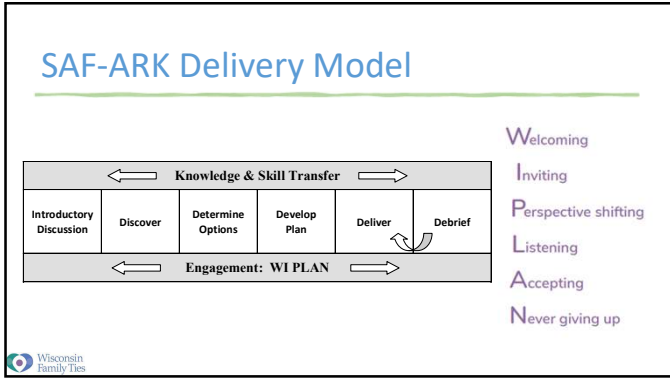 SAF-ARK Delivery Model
Knowledge & Skill Transfer
Introductory
Discussion
Discover
Determine
Options
Develop
Plan
Deliver
Debrief
Engagement: WI PLAN
Welcoming
Inviting
Perspective shifting
Listening
Accepting
Never giving up
Wisconsin
Family Ties